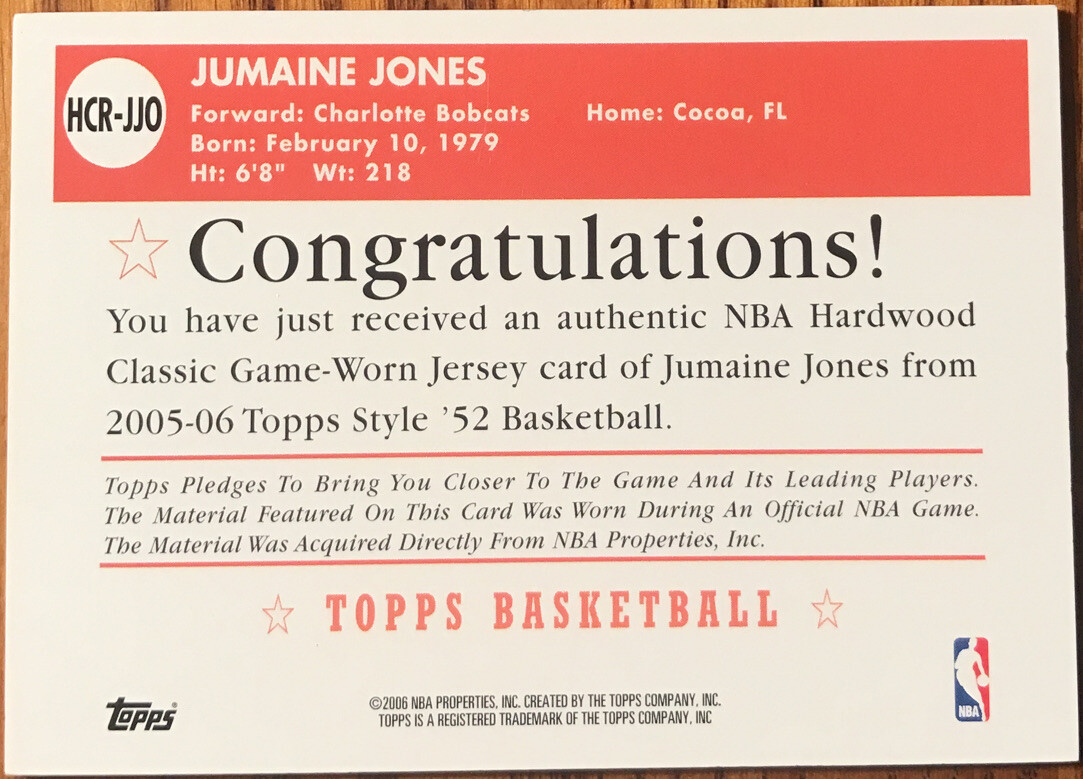 HCR-JJO
JUMAINE JONES
Forward: Charlotte Bobcats Home: Cocoa, FL
Born: February 10, 1979
Ht: 6'8" Wt: 218
Congratulations!
You have just received an authentic NBA Hardwood
Classic Game-Worn Jersey card of Jumaine Jones from
2005-06 Topps Style ’52 Basketball.
Topps Pledges To Bring You Closer To The Game And Its Leading Players.
The Material Featured On This Card Was Worn During An Official NBA Game.
The Material Was Acquired Directly From NBA Properties, Inc.
TOPPS BASKETBALL
NBA
Topps®
©2006 NBA PROPERTIES, INC. CREATED BY THE TOPPS COMPANY, INC.
TOPPS IS A REGISTERED TRADEMARK OF THE TOPPS COMPANY, INC